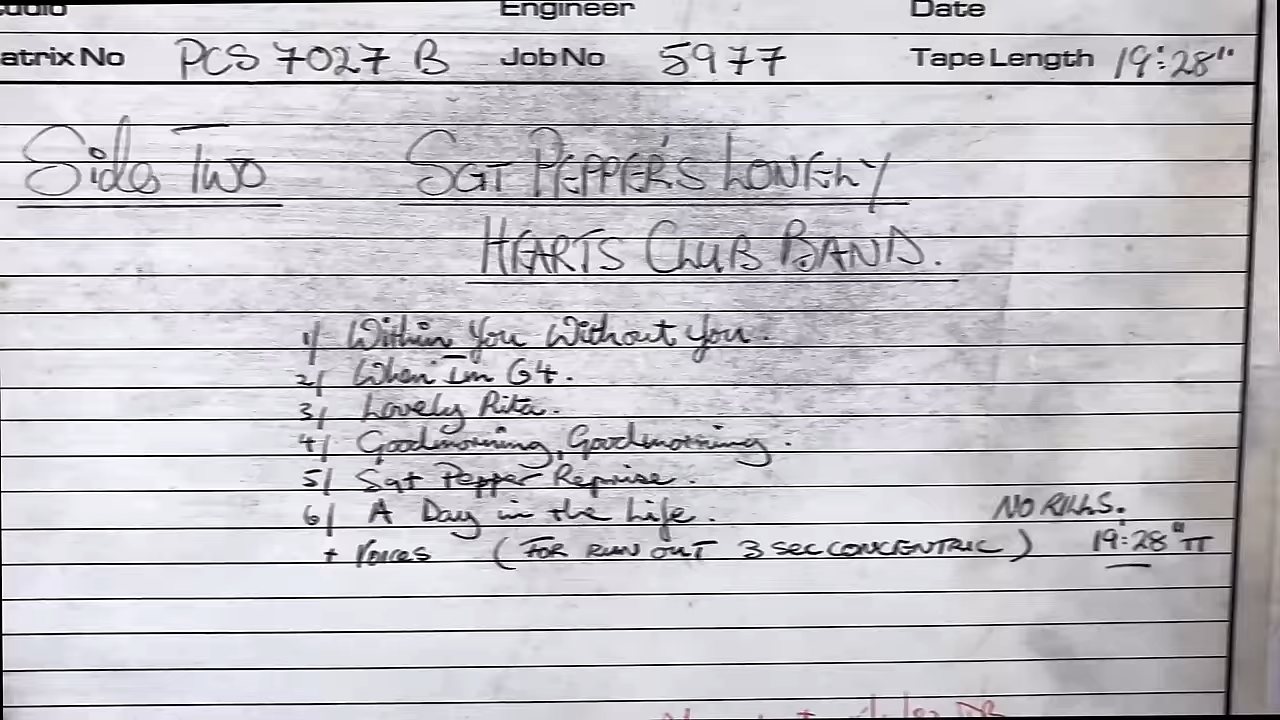 Engineer Date
atrix No PCS 7027 B Job No 5977 Tape Length 19:28"
Side Two SGT PEPPER'S LONELY
HEARTS CLUB BAND.
1/ Within You Without You.
2/ When Im 64.
3/ Lovely Rita.
4/ Goodmorning, Goodmorning.
5/ Sgt Pepper Reprise.
6/ A Day in the Life. NO RILLS.
+ Voices (FOR RUN OUT 3 SEC CONCENTRIC) 19:28" TT